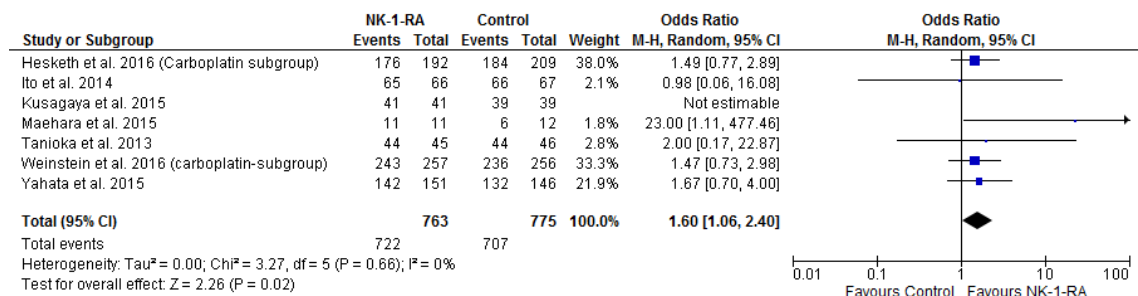 NK-1-RA Control Odds Ratio Odds Ratio
Study or Subgroup Events Total Events Total Weight M-H, Random, 95% CI M-H, Random, 95% CI
Hesketh et al. 2016 (Carboplatin subgroup) 176 192 184 209 38.0% 1.49 [0.77, 2.89]
Ito et al. 2014 65 66 66 67 2.1% 0.98 [0.06, 16.08]
Kusagaya et al. 2015 41 41 39 39 Not estimable
Maehara et al. 2015 11 11 6 12 1.8% 23.00 [1.11, 477.46]
Tanioka et al. 2013 44 45 44 46 2.8% 2.00 [0.17, 22.87]
Weinstein et al. 2016 (carboplatin-subgroup) 243 257 236 256 33.3% 1.47 [0.73, 2.98]
Yahata et al. 2015 142 151 132 146 21.9% 1.67 [0.70, 4.00]
Total (95% CI) 763 775 100.0% 1.60 [1.06, 2.40]
Total events 722 707
Heterogeneity: Tau² = 0.00; Chi² = 3.27, df = 5 (P = 0.66); I² = 0%
Test for overall effect: Z = 2.26 (P = 0.02)
0.01 0.1 1 10 100
Favours Control Favours NK-1-RA